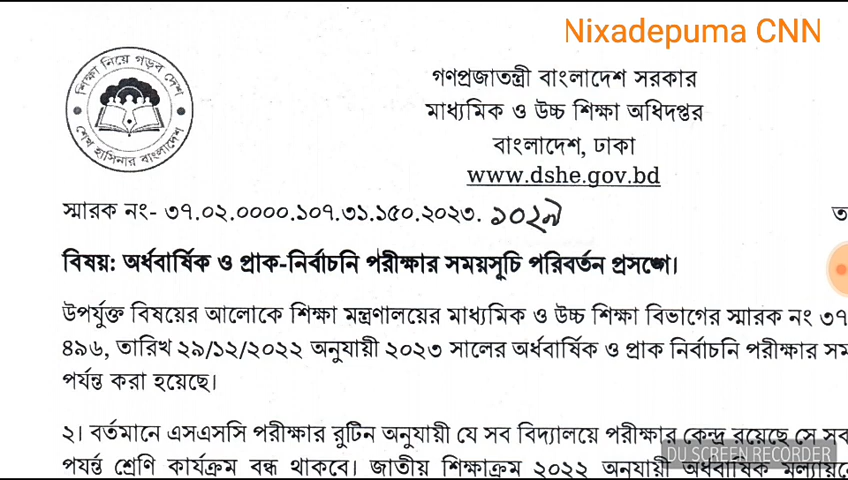 Nixadepuma CNN
শিক্ষা নিয়ে গড়ব দেশ
শেখ হাসিনার বাংলাদেশ
গণপ্রজাতন্ত্রী বাংলাদেশ সরকার
মাধ্যমিক ও উচ্চ শিক্ষা অধিদপ্তর
বাংলাদেশ, ঢাকা
www.dshe.gov.bd
স্মারক নং- ৩৭.০২.০০০০.১০৭.৩১.১৫০.২০২৩. ১০২৯
বিষয়: অর্ধবার্ষিক ও প্রাক-নির্বাচনি পরীক্ষার সময়সূচি পরিবর্তন প্রসঙ্গে।
উপর্যুক্ত বিষয়ের আলোকে শিক্ষা মন্ত্রণালয়ের মাধ্যমিক ও উচ্চ শিক্ষা বিভাগের স্মারক নং ৩৭
৪৯৬, তারিখ ২৯/১২/২০২২ অনুযায়ী ২০২৩ সালের অর্ধবার্ষিক ও প্রাক নির্বাচনি পরীক্ষার
পর্যন্ত করা হয়েছে।
২। বর্তমানে এসএসসি পরীক্ষার রুটিন অনুযায়ী যে সব বিদ্যালয়ে পরীক্ষার কেন্দ্র রয়েছে সে সব
পর্যন্ত শ্রেণি কার্যক্রম বন্ধ থাকবে। জাতীয় শিক্ষাক্রম ২০২২ অনুযায়ী অর্ধবার্ষিক
DU SCREEN RECORDER